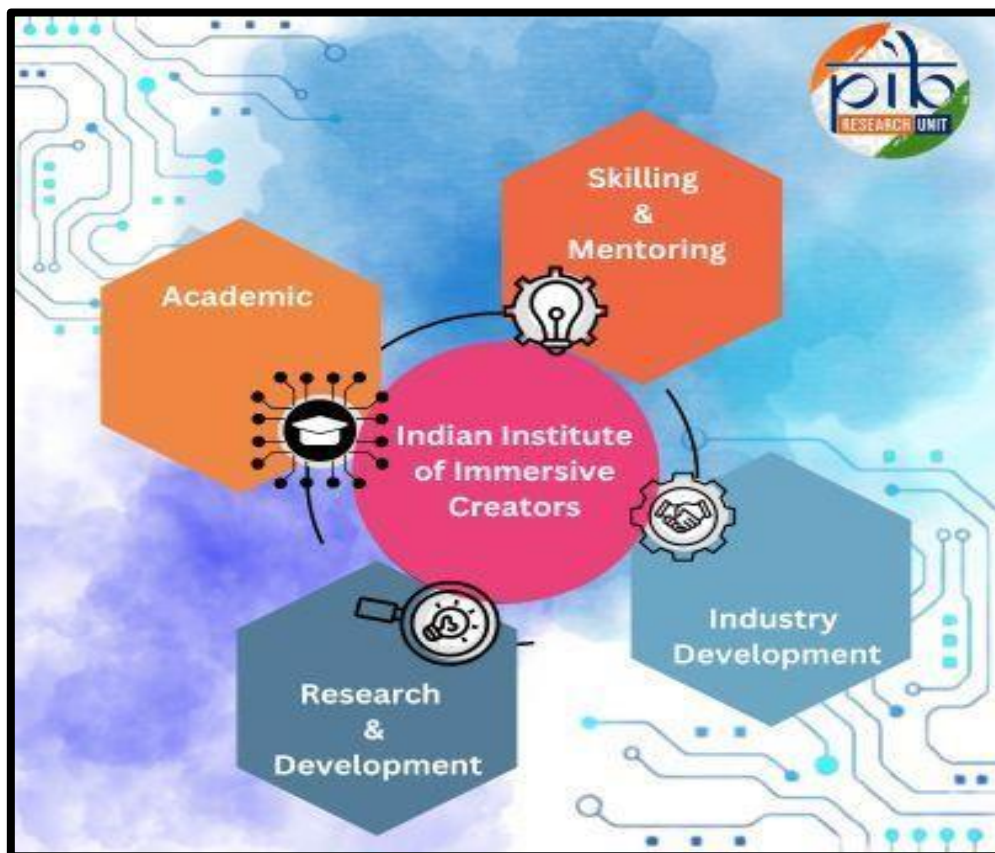 pib
RESEARCH UNIT
Skilling
&
Mentoring
Academic
Indian Institute
of Immersive
Creators
Industry
Development
Research
&
Development